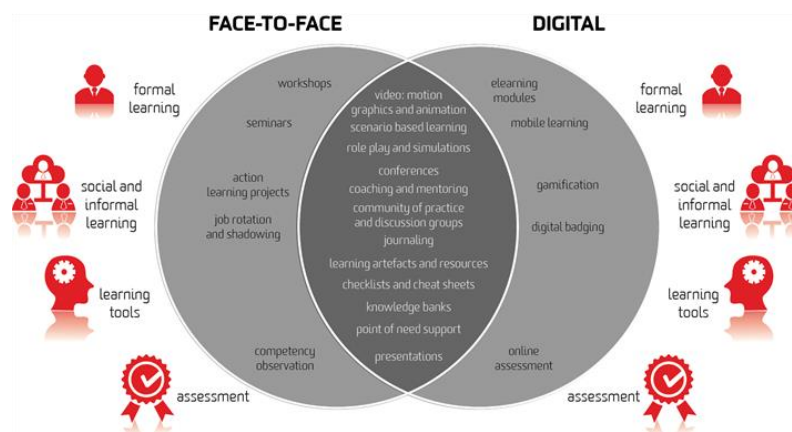 FACE-TO-FACE
DIGITAL
formal
learning
social and
informal
learning
learning
tools
assessment
workshops
seminars
action
learning projects
job rotation
and shadowing
competency
observation
video: motion
graphics and animation
scenario based learning
role play and simulations
conferences
coaching and mentoring
community of practice
and discussion groups
journaling
learning artefacts and resources
checklists and cheat sheets
knowledge banks
point of need support
presentations
elearning
modules
mobile learning
gamification
digital badging
online
assessment
formal
learning
social and
informal
learning
learning
tools
assessment